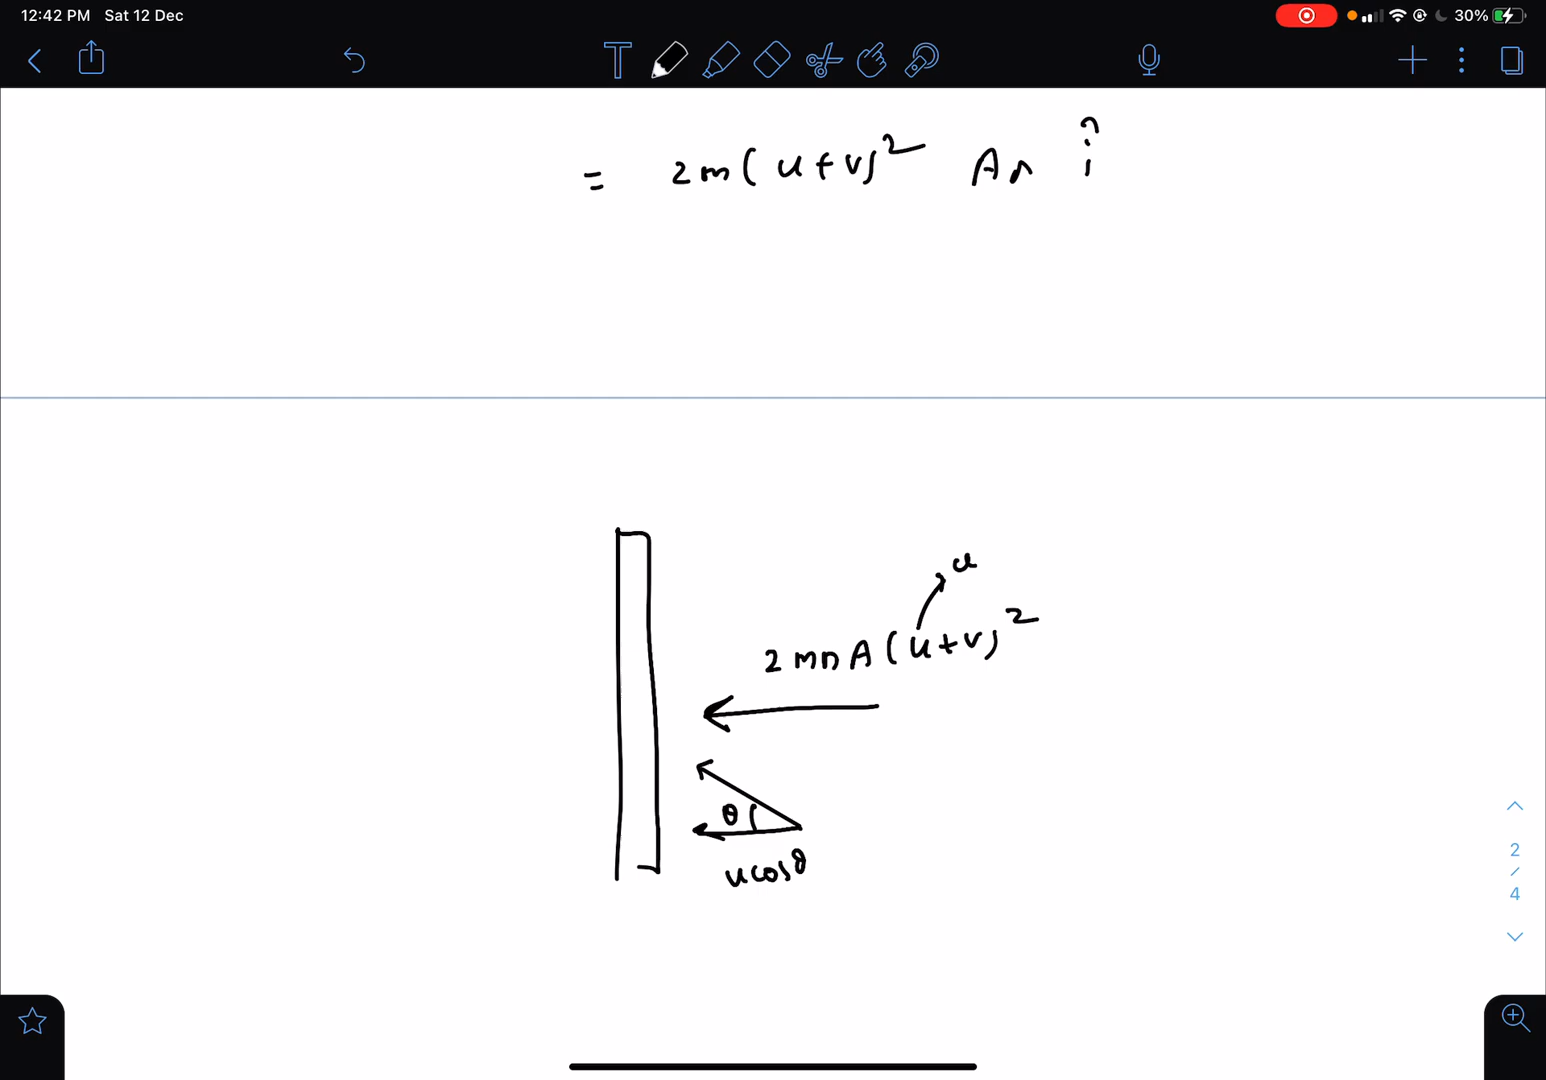 12:42 PM Sat 12 Dec 30%
T
= 2m(u+v)² An î
u
2mnA(u+v)²
θ
ucosθ
2
/
4